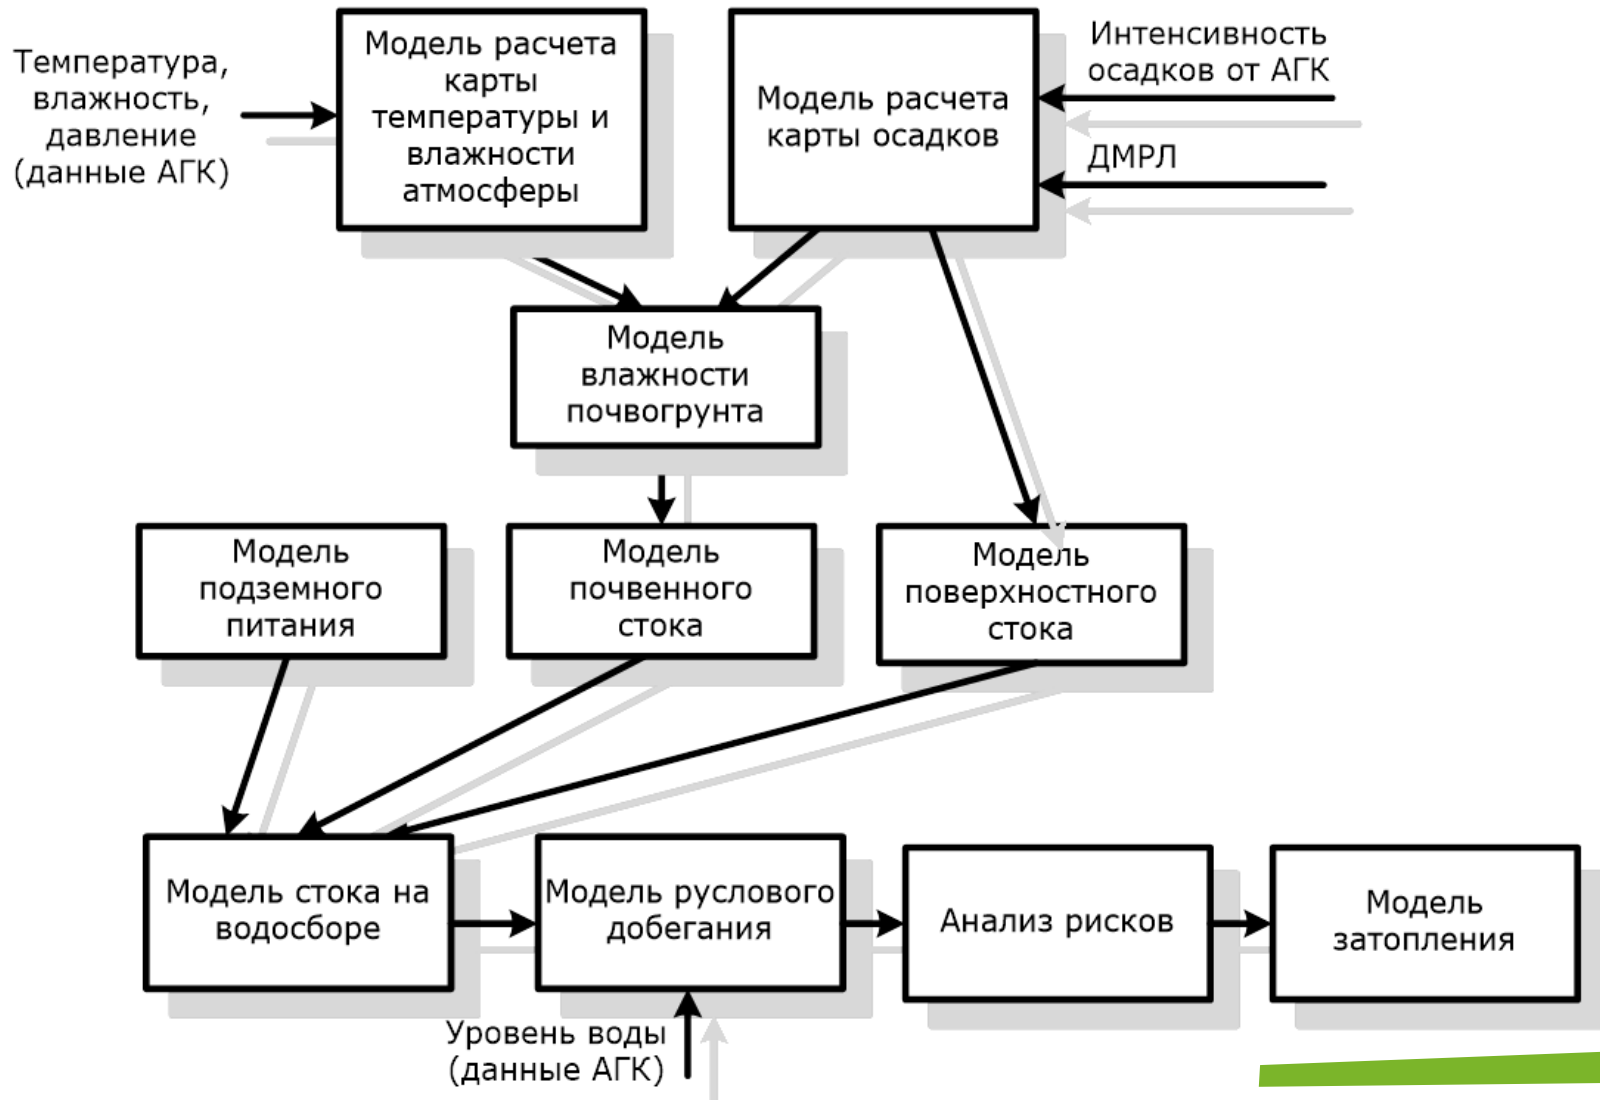 Температура,
влажность,
давление
(данные АГК)
Модель расчета
карты
температуры и
влажности
атмосферы
Модель расчета
карты осадков
Интенсивность
осадков от АГК
ДМРЛ
Модель
влажности
почвогрунта
Модель
подземного
питания
Модель
почвенного
стока
Модель
поверхностного
стока
Модель стока на
водосборе
Модель руслового
добегания
Анализ рисков
Модель
затопления
Уровень воды
(данные АГК)